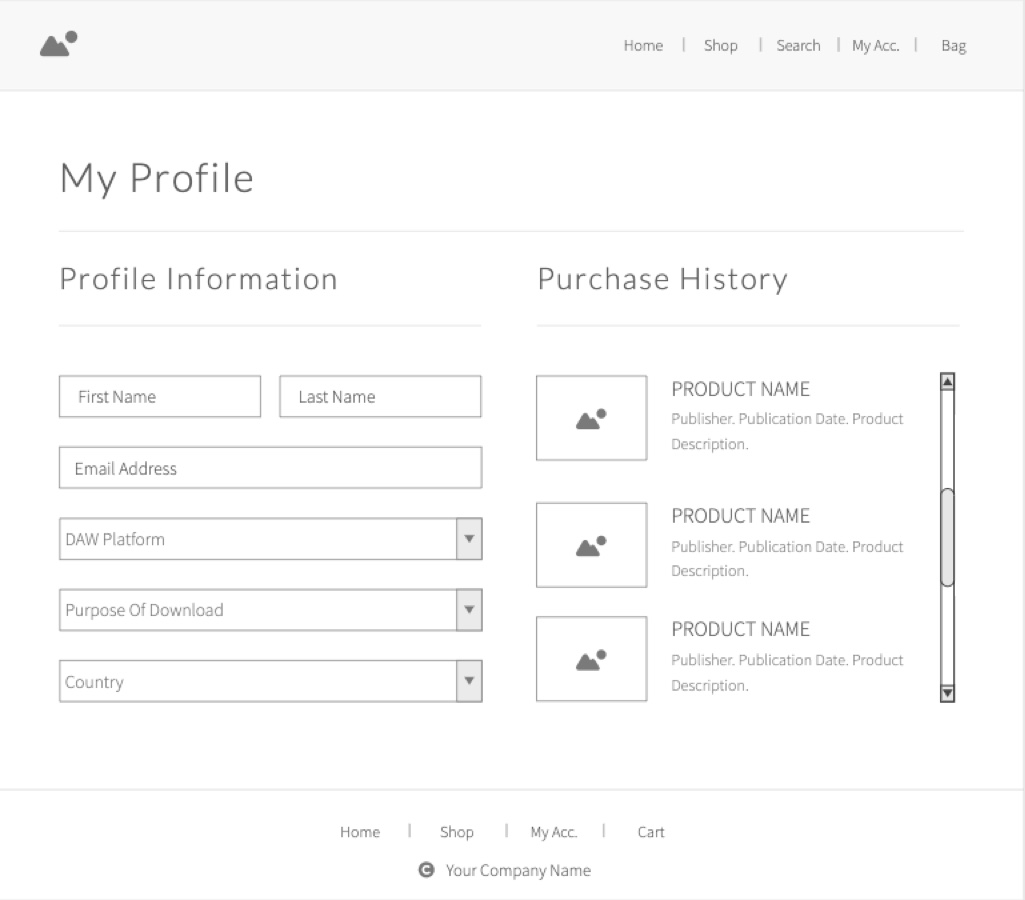 Home | Shop | Search | My Acc. | Bag
My Profile
Profile Information
Purchase History
First Name
Last Name
Email Address
DAW Platform
Purpose Of Download
Country
PRODUCT NAME
Publisher. Publication Date. Product
Description.
PRODUCT NAME
Publisher. Publication Date. Product
Description.
PRODUCT NAME
Publisher. Publication Date. Product
Description.
Home | Shop | My Acc. | Cart
© Your Company Name